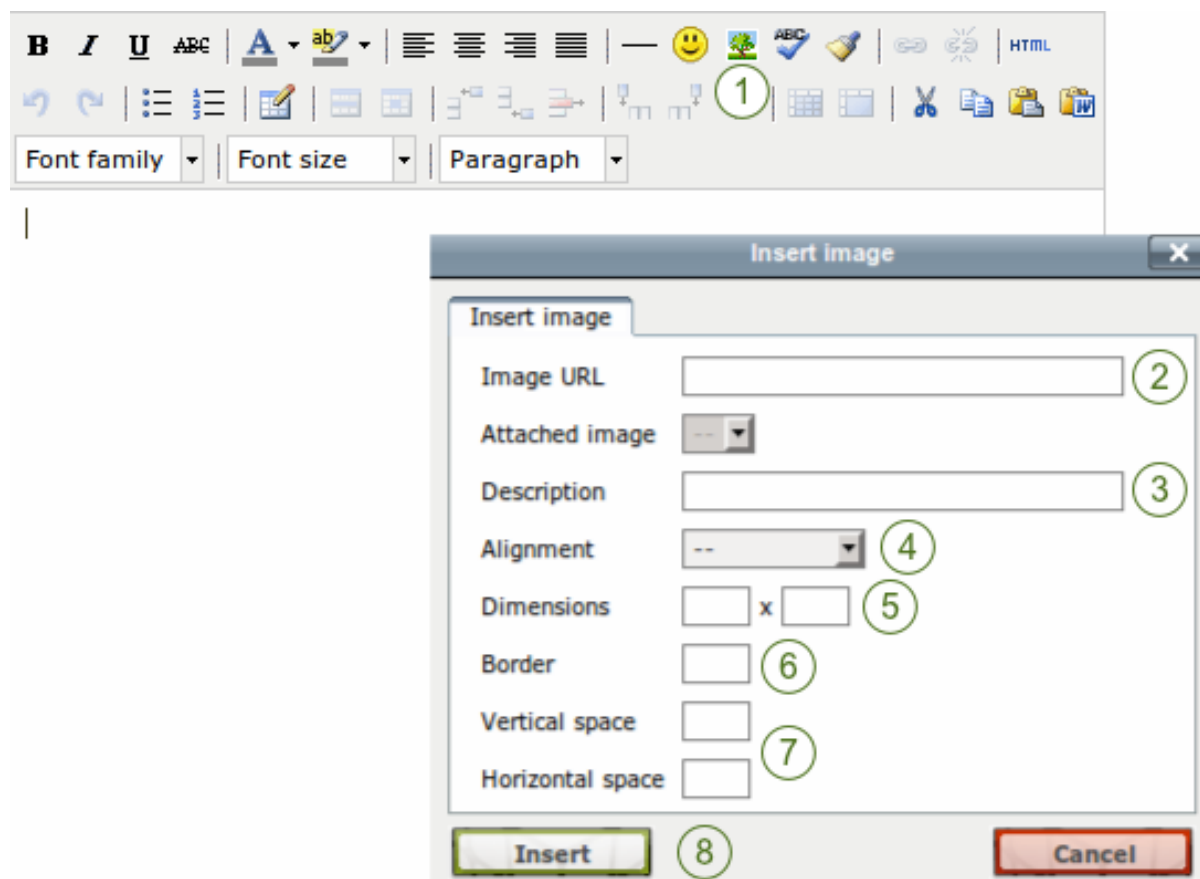 B I U ABC A ab ABC HTML
1
Font family Font size Paragraph
Insert image
Insert image
Image URL 2
Attached image --
Description 3
Alignment -- 4
Dimensions x 5
Border 6
Vertical space
7
Horizontal space
Insert 8 Cancel